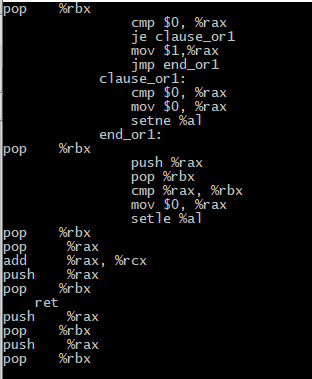 pop    %rbx
cmp $0, %rax
je clause_or1
mov $1,%rax
jmp end_or1
clause_or1:
cmp $0, %rax
mov $0, %rax
setne %al
end_or1:
pop    %rbx
push %rax
pop %rbx
cmp %rax, %rbx
mov $0, %rax
setle %al
pop    %rbx
pop     %rax
add     %rax, %rcx
push    %rax
pop    %rbx
ret
push    %rax
pop    %rbx
push    %rax
pop    %rbx